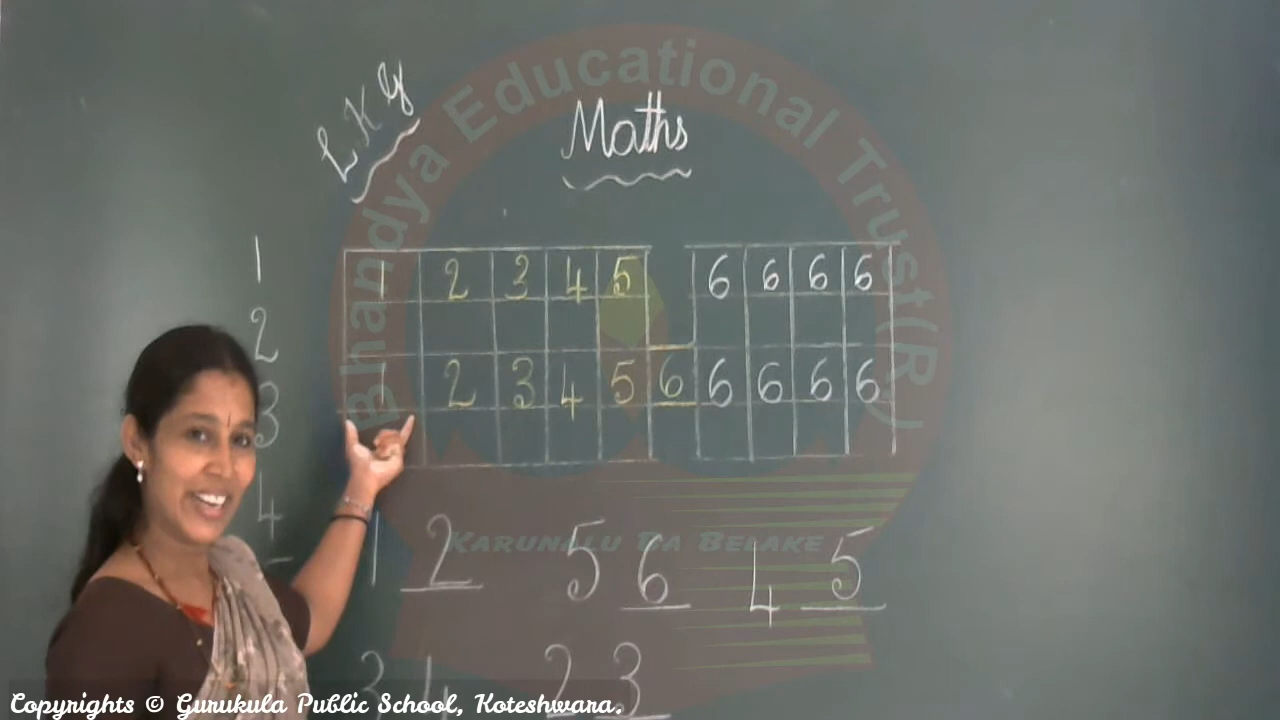 LKG
Maths
1 2 3 4 5 6 6 6 6
1 2 3 4 5 6 6 6 6 6
1
2
3
4
1 2 5 6 4 5
3 4 2 3
Bhandya Educational Trust(R.)
KARUNALU BA BELAKE
Copyrights © Gurukula Public School, Koteshwara.